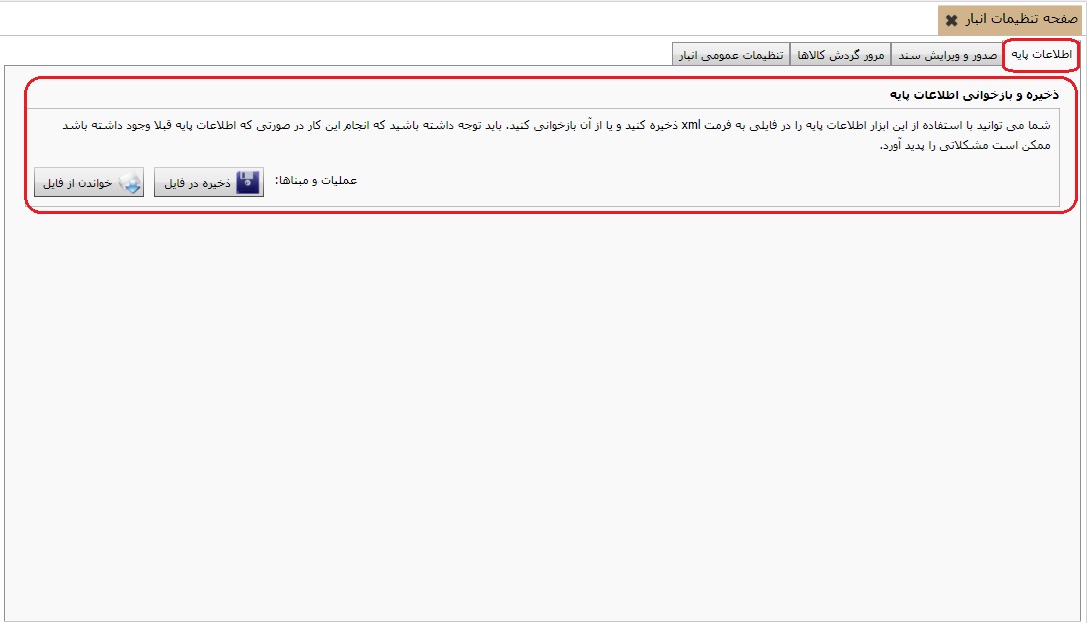 صفحه تنظیمات انبار
اطلاعات پایه
صدور و ویرایش سند
مرور گردش کالاها
تنظیمات عمومی انبار
ذخیره و بازخوانی اطلاعات پایه
شما می توانید با استفاده از این ابزار اطلاعات پایه را در فایلی به فرمت xml ذخیره کنید و یا از آن بازخوانی کنید. باید توجه داشته باشید که انجام این کار در صورتی که اطلاعات پایه قبلا وجود داشته باشد
ممکن است مشکلاتی را پدید آورد.
عملیات و مبناها:
ذخیره در فایل
خواندن از فایل